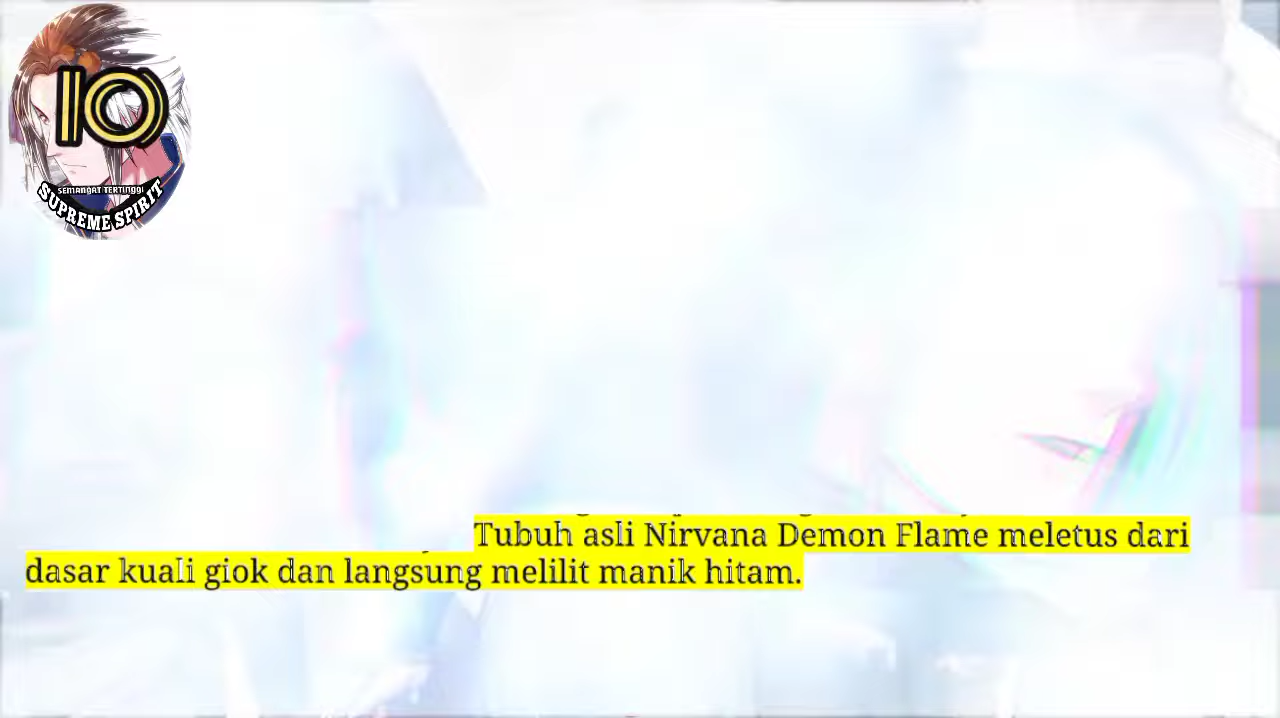 10
SEMANGAT TERTINGGI
SUPREME SPIRIT
Tubuh asli Nirvana Demon Flame meletus dari
dasar kuali giok dan langsung melilit manik hitam.